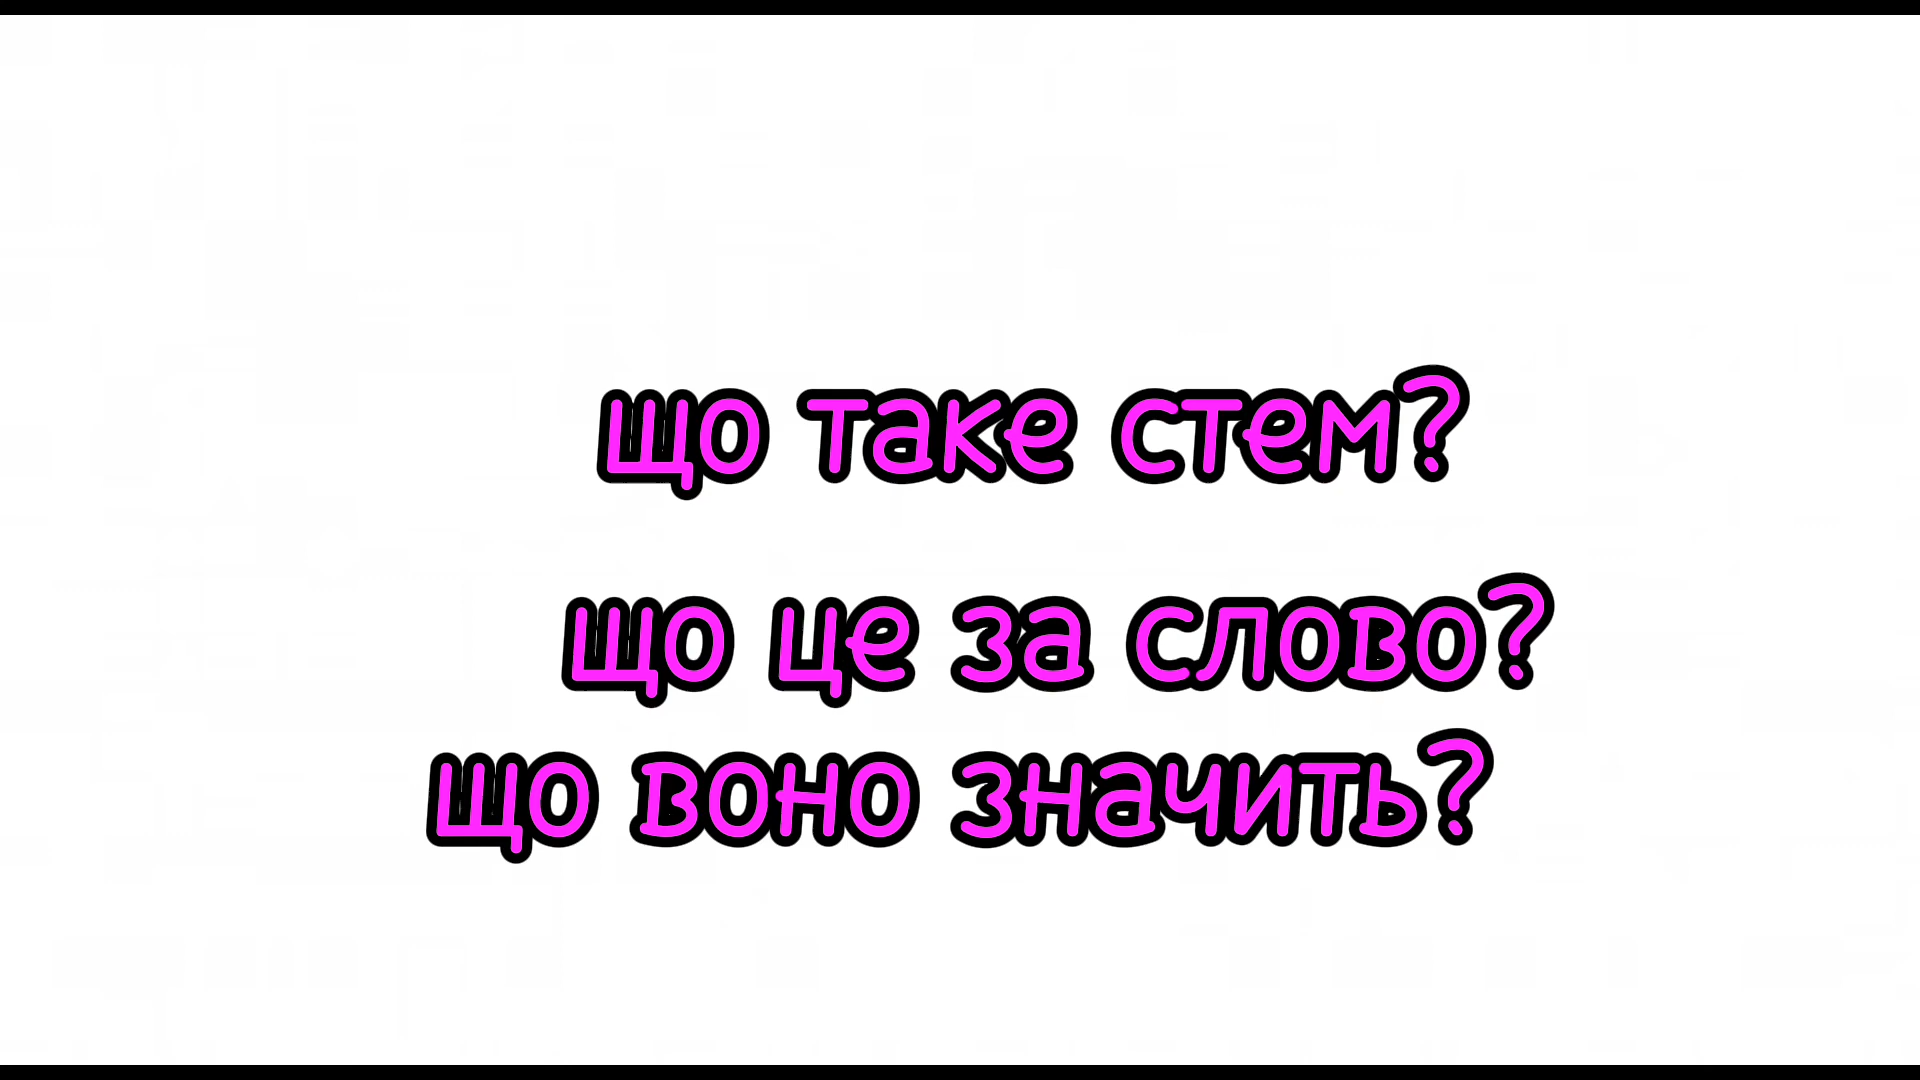 що таке стем?
що це за слово?
що воно значить?